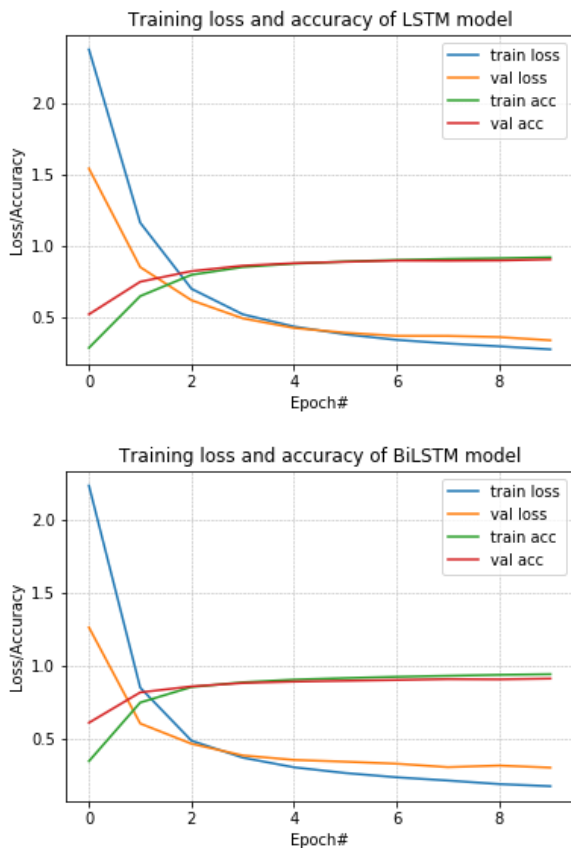 Training loss and accuracy of LSTM model
train loss
val loss
train acc
val acc
2.0
1.5
1.0
0.5
Loss/Accuracy
0 2 4 6 8
Epoch#
Training loss and accuracy of BiLSTM model
train loss
val loss
train acc
val acc
2.0
1.5
1.0
0.5
Loss/Accuracy
0 2 4 6 8
Epoch#